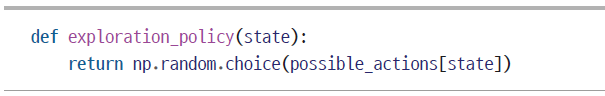 def exploration_policy(state):
    return np.random.choice(possible_actions[state])